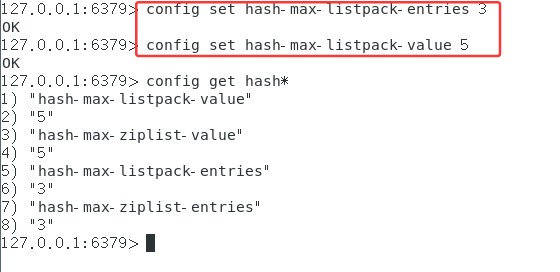 127.0.0.1:6379> config set hash-max-listpack-entries 3
OK
127.0.0.1:6379> config set hash-max-listpack-value 5
OK
127.0.0.1:6379> config get hash*
1) "hash-max-listpack-value"
2) "5"
3) "hash-max-ziplist-value"
4) "5"
5) "hash-max-listpack-entries"
6) "3"
7) "hash-max-ziplist-entries"
8) "3"
127.0.0.1:6379>